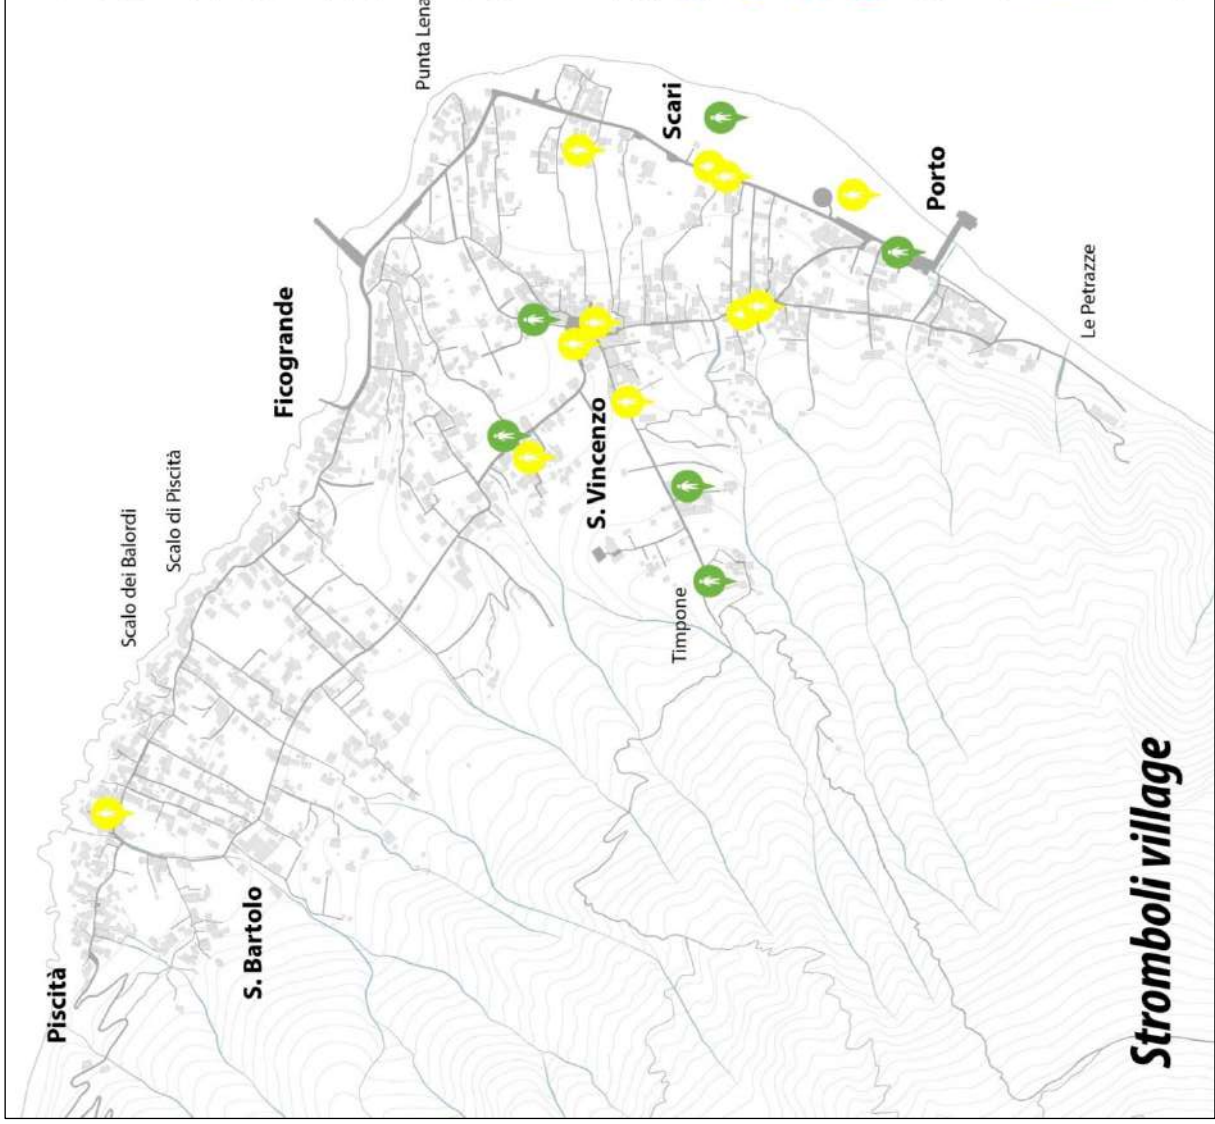 Piscità
Scalo dei Balordi
Scalo di Piscità
S. Bartolo
Ficogrande
Punta Lena
S. Vincenzo
Scari
Timpone
Porto
Le Petrazze
Stromboli village